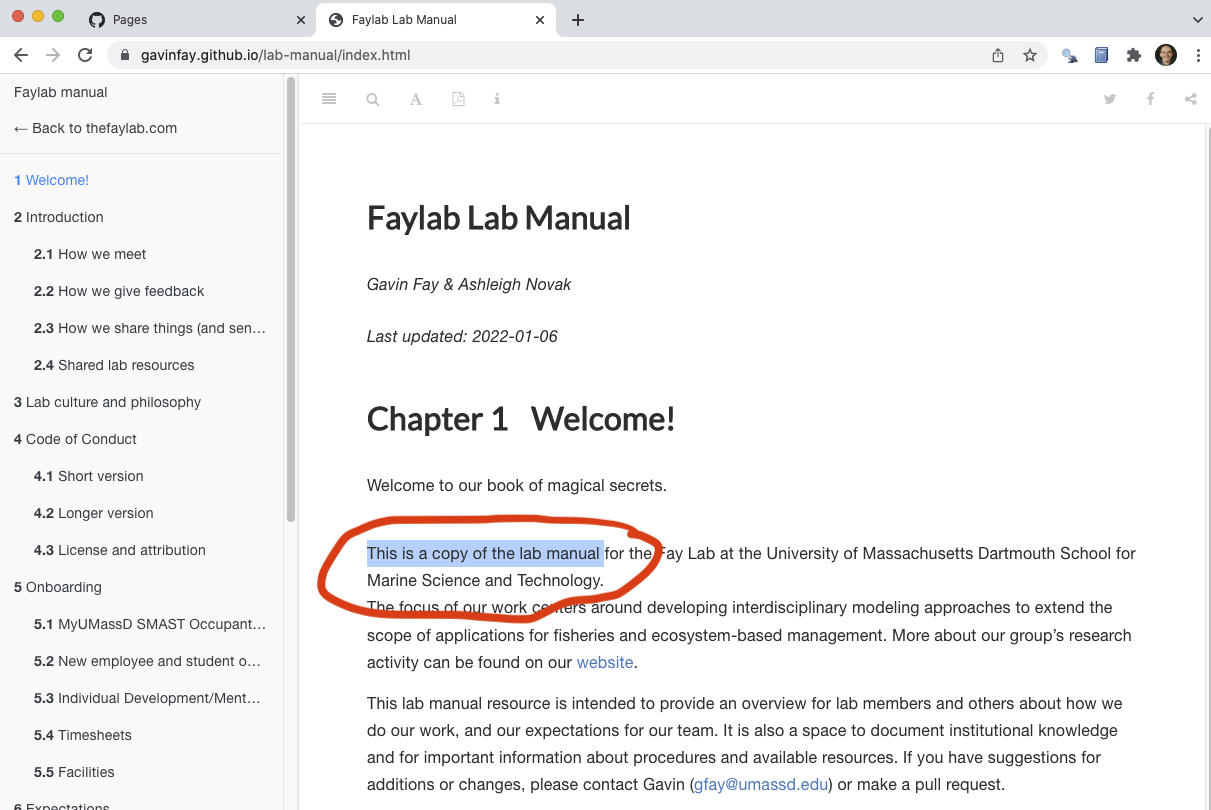 Pages
Faylab Lab Manual
gavinfay.github.io/lab-manual/index.html
Faylab manual
← Back to thefaylab.com
1 Welcome!
2 Introduction
2.1 How we meet
2.2 How we give feedback
2.3 How we share things (and sen…
2.4 Shared lab resources
3 Lab culture and philosophy
4 Code of Conduct
4.1 Short version
4.2 Longer version
4.3 License and attribution
5 Onboarding
5.1 MyUMassD SMAST Occupant…
5.2 New employee and student o…
5.3 Individual Development/Ment…
5.4 Timesheets
5.5 Facilities
6 Expectations
A
Faylab Lab Manual
Gavin Fay & Ashleigh Novak
Last updated: 2022-01-06
Chapter 1 Welcome!
Welcome to our book of magical secrets.
This is a copy of the lab manual for the Fay Lab at the University of Massachusetts Dartmouth School for
Marine Science and Technology.
The focus of our work centers around developing interdisciplinary modeling approaches to extend the
scope of applications for fisheries and ecosystem-based management. More about our group’s research
activity can be found on our website.
This lab manual resource is intended to provide an overview for lab members and others about how we
do our work, and our expectations for our team. It is also a space to document institutional knowledge
and for important information about procedures and available resources. If you have suggestions for
additions or changes, please contact Gavin (gfay@umassd.edu) or make a pull request.